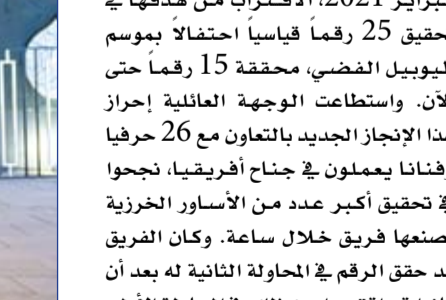 فبراير 2021، الاقتراب من هدفها في
تحقيق 25 رقماً قياسياً احتفالاً بموسم
اليوبيل الفضي، محققة 15 رقماً حتى
الآن. واستطاعت الوجهة العائلية إحراز
هذا الإنجاز الجديد بالتعاون مع 26 حرفيا
وفنانا يعملون في جناح أفريقيا، نجحوا
في تحقيق أكبر عدد من الأساور الخرزية
يصنعها فريق خلال ساعة. وكان الفريق
قد حقق الرقم في المحاولة الثانية له بعد أن